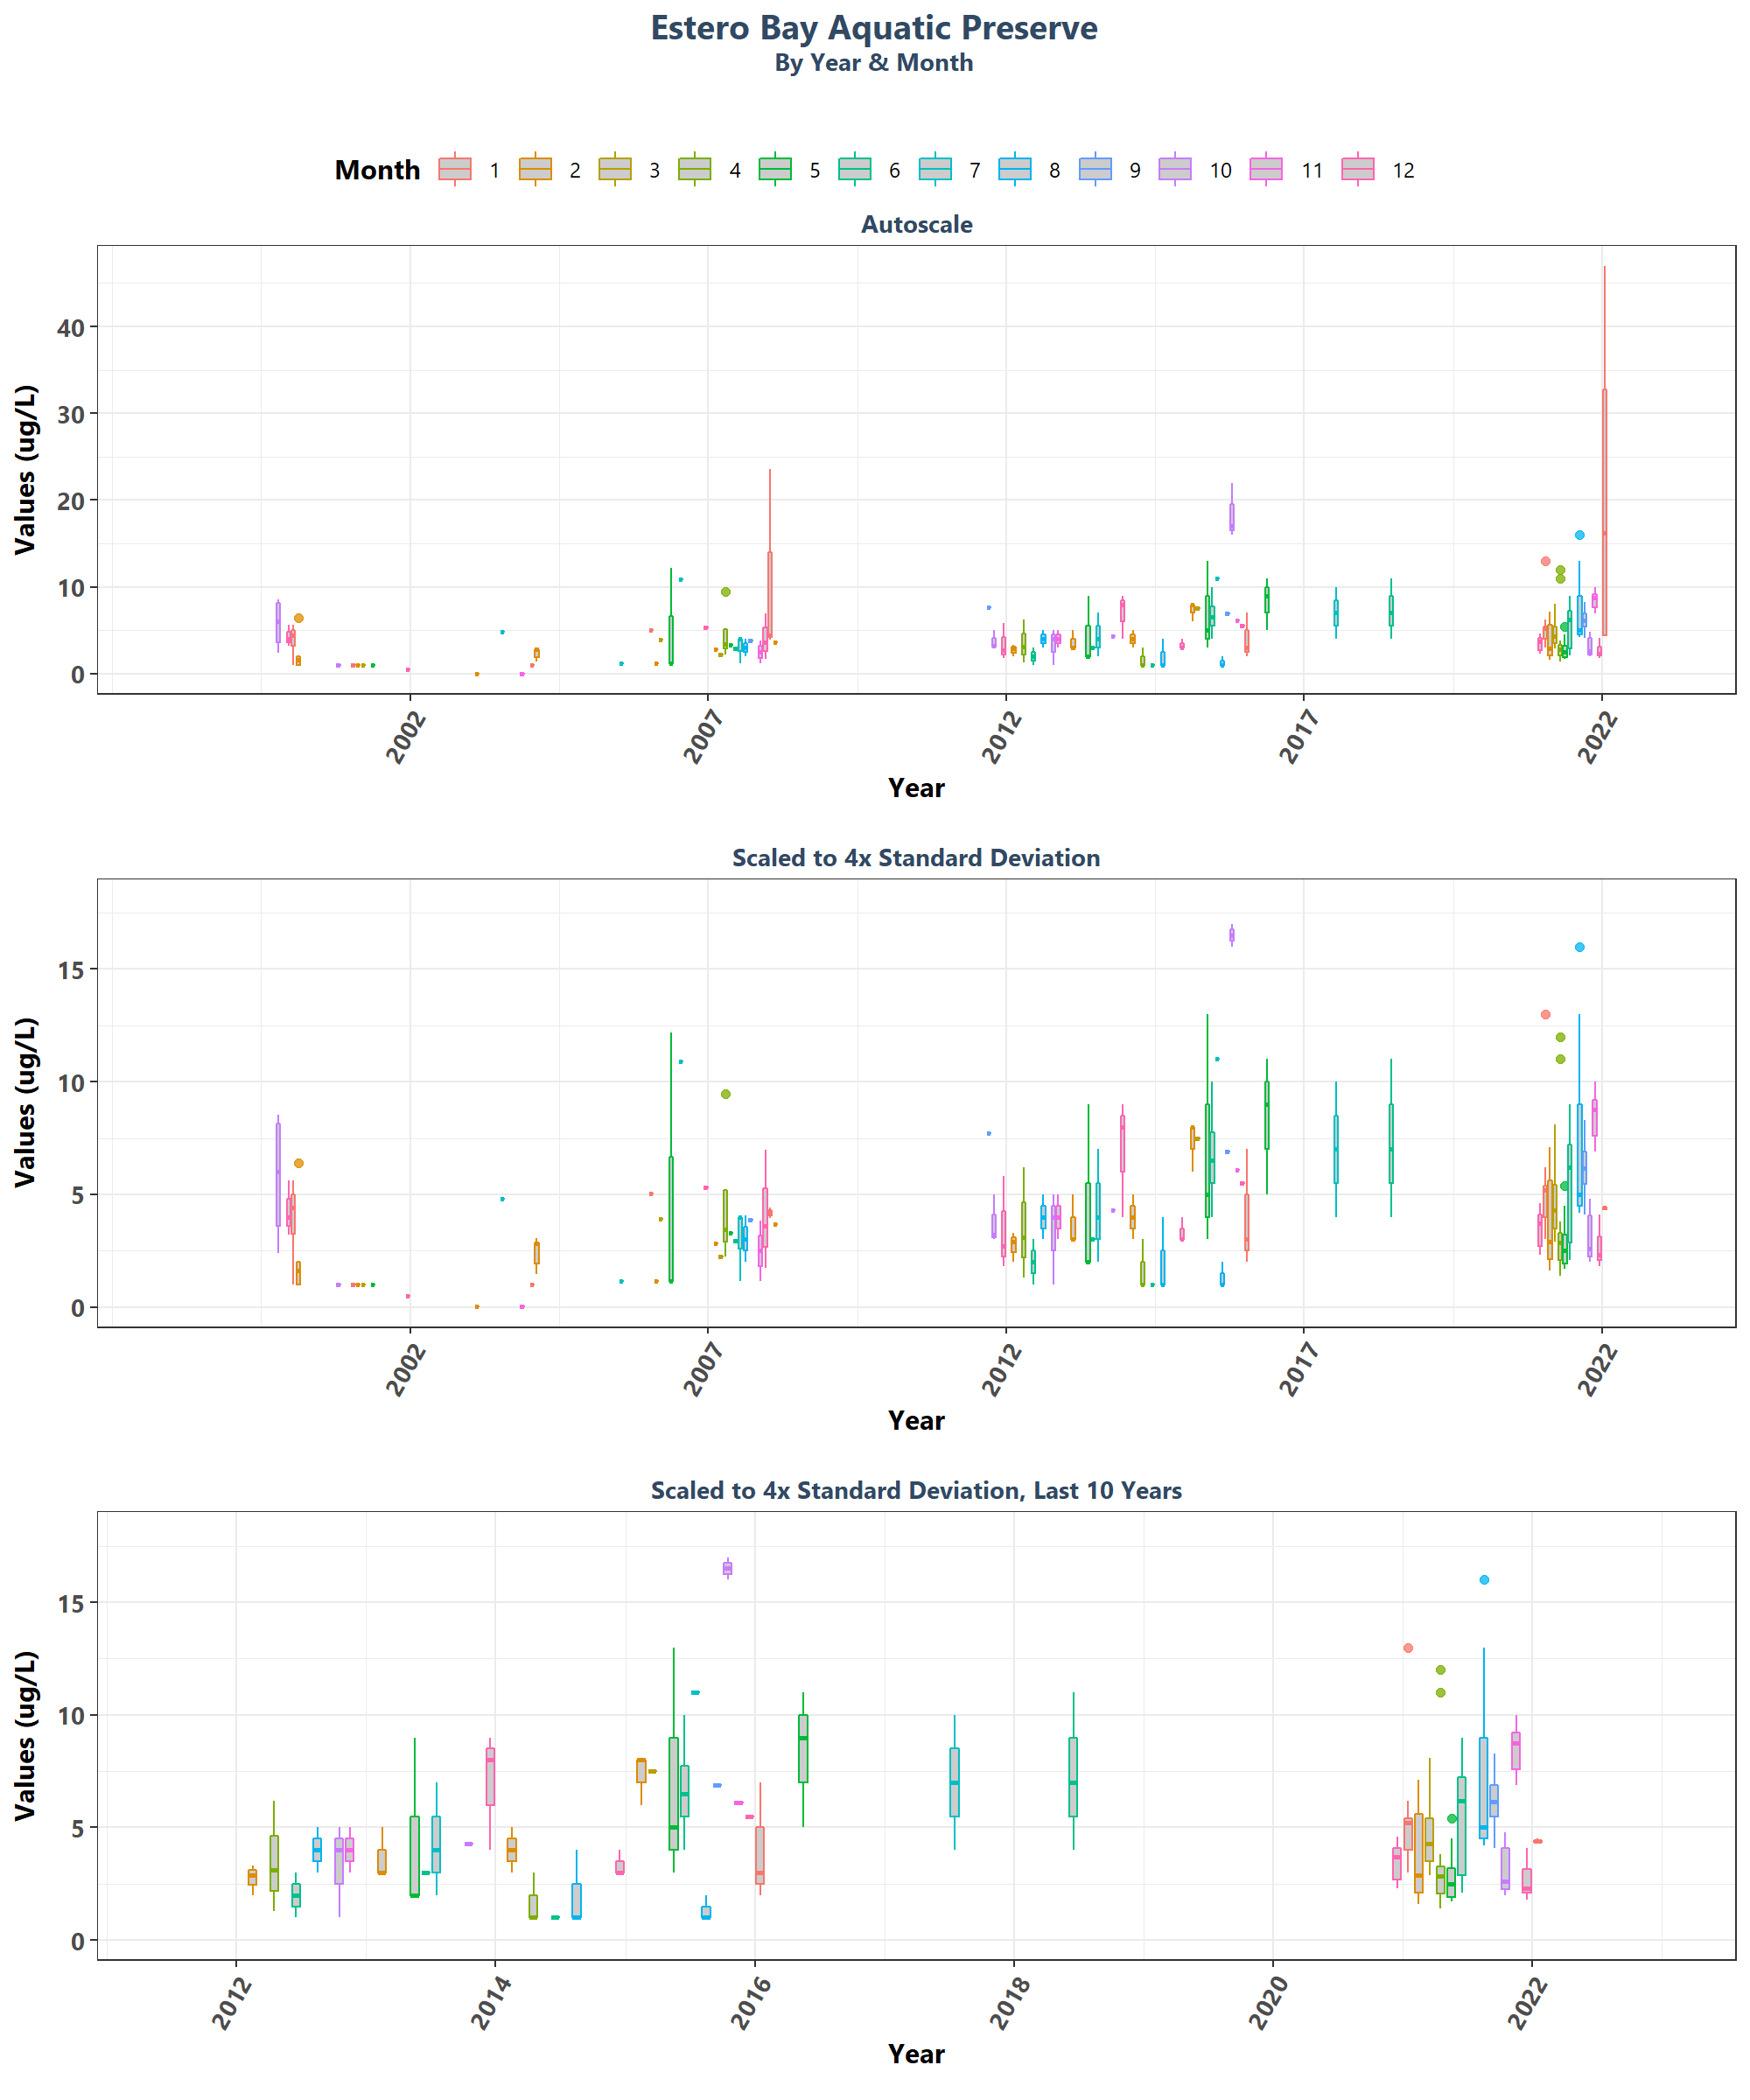 Estero Bay Aquatic Preserve
By Year & Month
Month 1 2 3 4 5 6 7 8 9 10 11 12
Autoscale
Values (ug/L)
40
30
20
10
0
2002 2007 2012 2017 2022
Year
Scaled to 4x Standard Deviation
Values (ug/L)
15
10
5
0
2002 2007 2012 2017 2022
Year
Scaled to 4x Standard Deviation, Last 10 Years
Values (ug/L)
15
10
5
0
2012 2014 2016 2018 2020 2022
Year